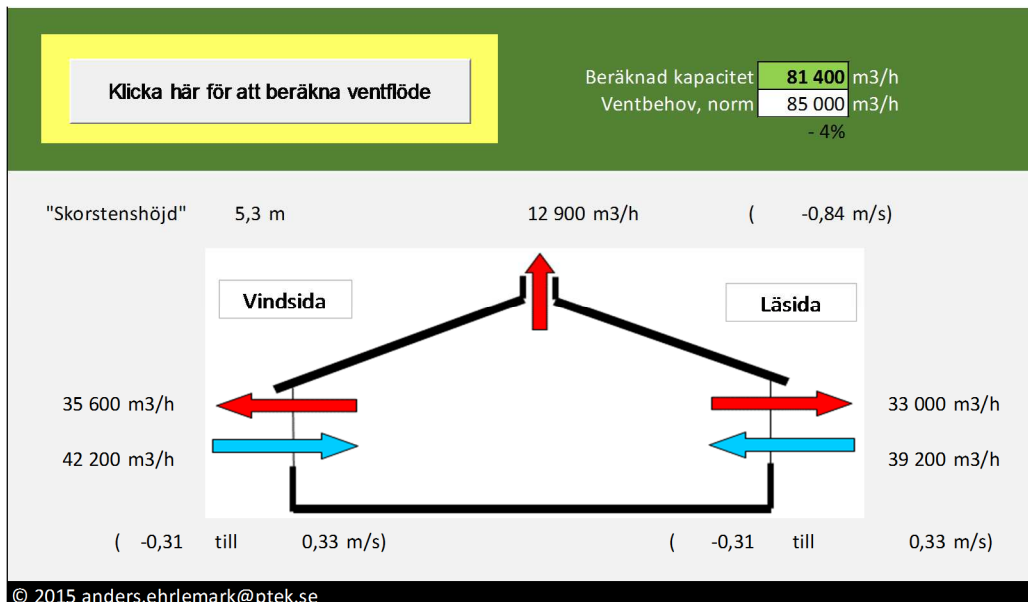 Klicka här för att beräkna ventflöde
Beräknad kapacitet 81 400 m3/h
Ventbehov, norm 85 000 m3/h
- 4%
"Skorstenshöjd" 5,3 m 12 900 m3/h ( -0,84 m/s)
Vindsida Läsida
35 600 m3/h 33 000 m3/h
42 200 m3/h 39 200 m3/h
( -0,31 till 0,33 m/s) ( -0,31 till 0,33 m/s)
© 2015 anders.ehrlemark@ptek.se